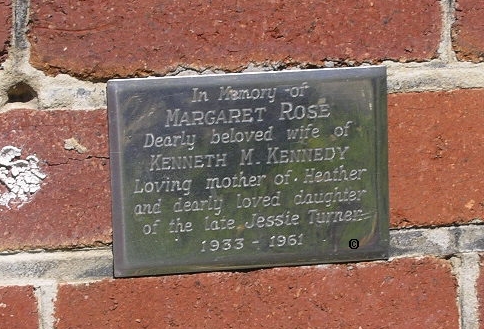 In Memory of
MARGARET ROSE
Dearly beloved wife of
KENNETH M. KENNEDY
Loving mother of Heather
and dearly loved daughter
of the late Jessie Turner
1933 - 1961
©